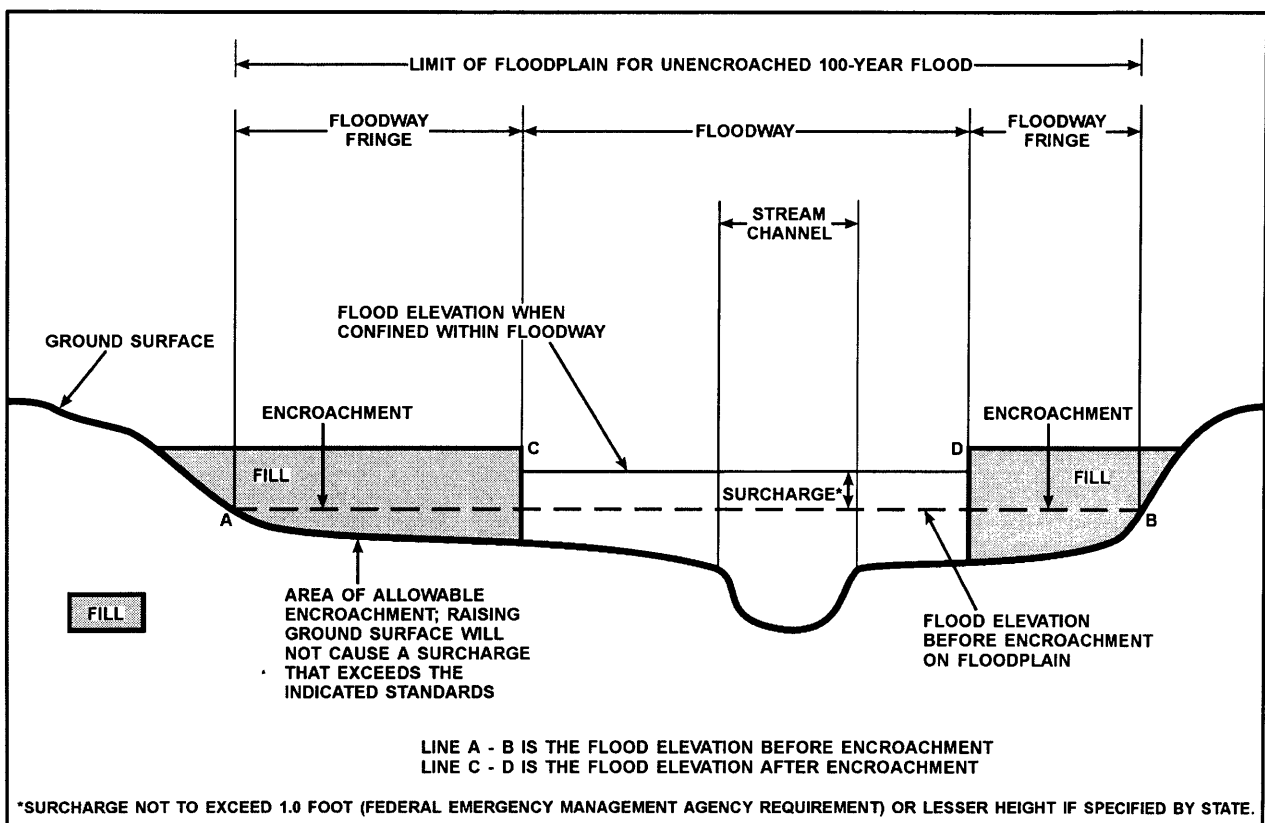 LIMIT OF FLOODPLAIN FOR UNENCROACHED 100-YEAR FLOOD
FLOODWAY
FRINGE
FLOODWAY
FLOODWAY
FRINGE
STREAM
CHANNEL
FLOOD ELEVATION WHEN
CONFINED WITHIN FLOODWAY
GROUND SURFACE
ENCROACHMENT
ENCROACHMENT
C
D
FILL
FILL
SURCHARGE*
A
B
AREA OF ALLOWABLE
ENCROACHMENT; RAISING
GROUND SURFACE WILL
NOT CAUSE A SURCHARGE
THAT EXCEEDS THE
INDICATED STANDARDS
FILL
FLOOD ELEVATION
BEFORE ENCROACHMENT
ON FLOODPLAIN
LINE A - B IS THE FLOOD ELEVATION BEFORE ENCROACHMENT
LINE C - D IS THE FLOOD ELEVATION AFTER ENCROACHMENT
*SURCHARGE NOT TO EXCEED 1.0 FOOT (FEDERAL EMERGENCY MANAGEMENT AGENCY REQUIREMENT) OR LESSER HEIGHT IF SPECIFIED BY STATE.